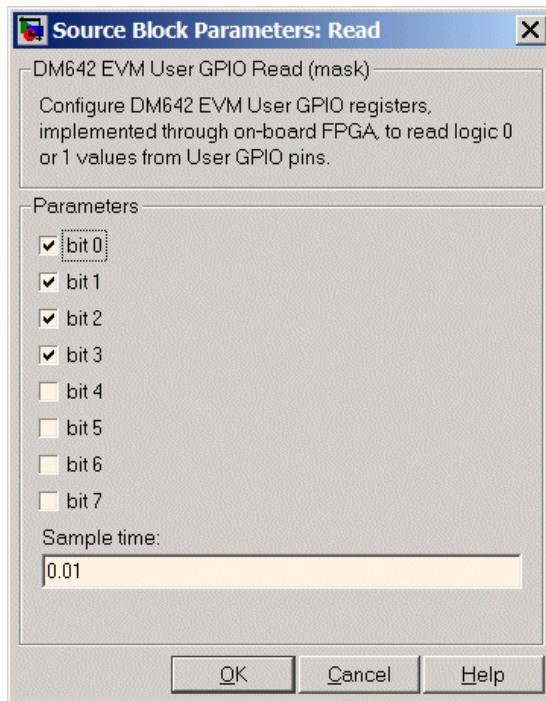 Source Block Parameters: Read
DM642 EVM User GPIO Read (mask)
Configure DM642 EVM User GPIO registers,
implemented through on-board FPGA, to read logic 0
or 1 values from User GPIO pins.
Parameters
bit 0
bit 1
bit 2
bit 3
bit 4
bit 5
bit 6
bit 7
Sample time:
0.01
OK Cancel Help